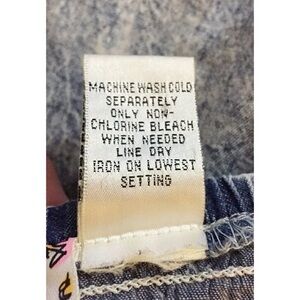 MACHINE WASH COLD
SEPARATELY
ONLY NON-
CHLORINE BLEACH
WHEN NEEDED
LINE DRY
IRON ON LOWEST
SETTING